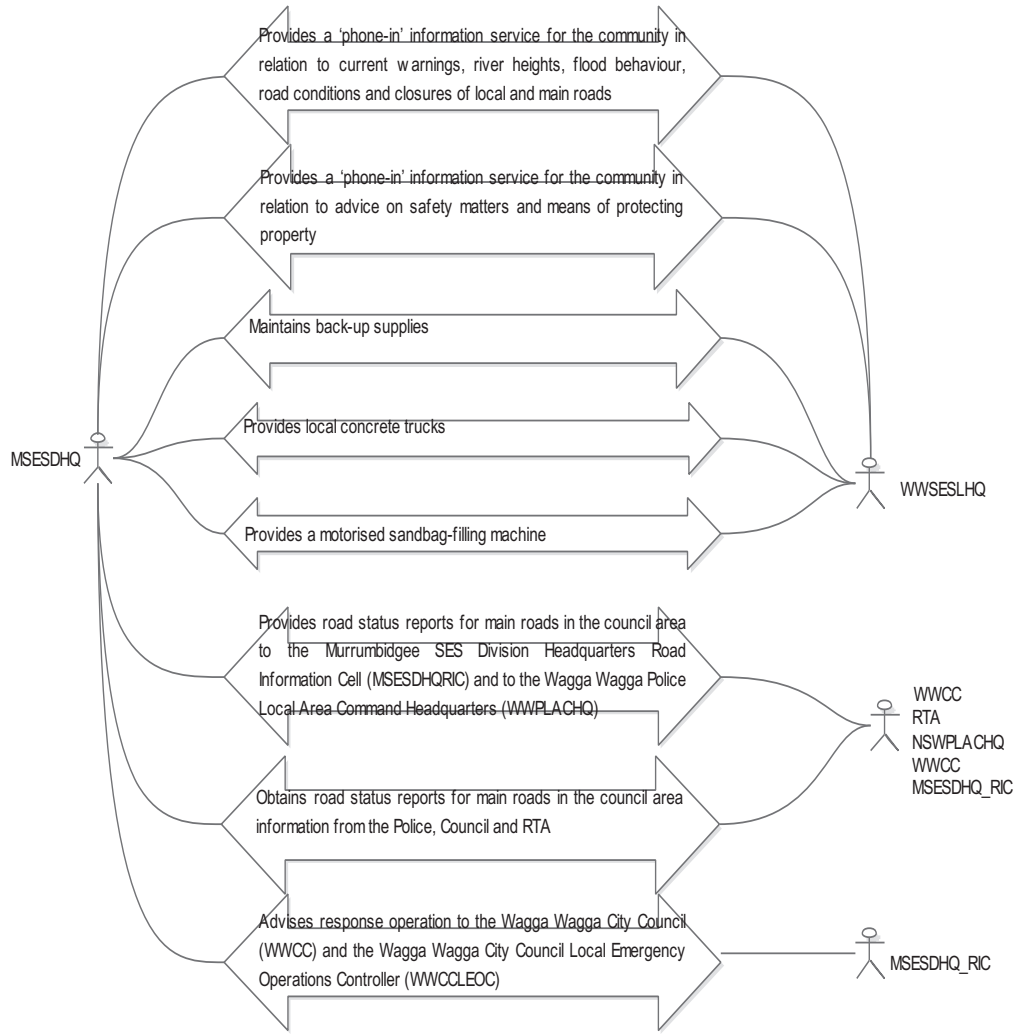 Provides a ‘phone-in’ information service for the community in
relation to current warnings, river heights, flood behaviour,
road conditions and closures of local and main roads
Provides a ‘phone-in’ information service for the community in
relation to advice on safety matters and means of protecting
property
Maintains back-up supplies
Provides local concrete trucks
MSESDHQ
WWSESLHQ
Provides a motorised sandbag-filling machine
Provides road status reports for main roads in the council area
to the Murrumbidgee SES Division Headquarters Road
Information Cell (MSESDHQRIC) and to the Wagga Wagga Police
Local Area Command Headquarters (WWPLACHQ)
WWCC
RTA
NSWPLACHQ
WWCC
MSESDHQ_RIC
Obtains road status reports for main roads in the council area
information from the Police, Council and RTA
Advises response operation to the Wagga Wagga City Council
(WWCC) and the Wagga Wagga City Council Local Emergency
Operations Controller (WWCCLEOC)
MSESDHQ_RIC